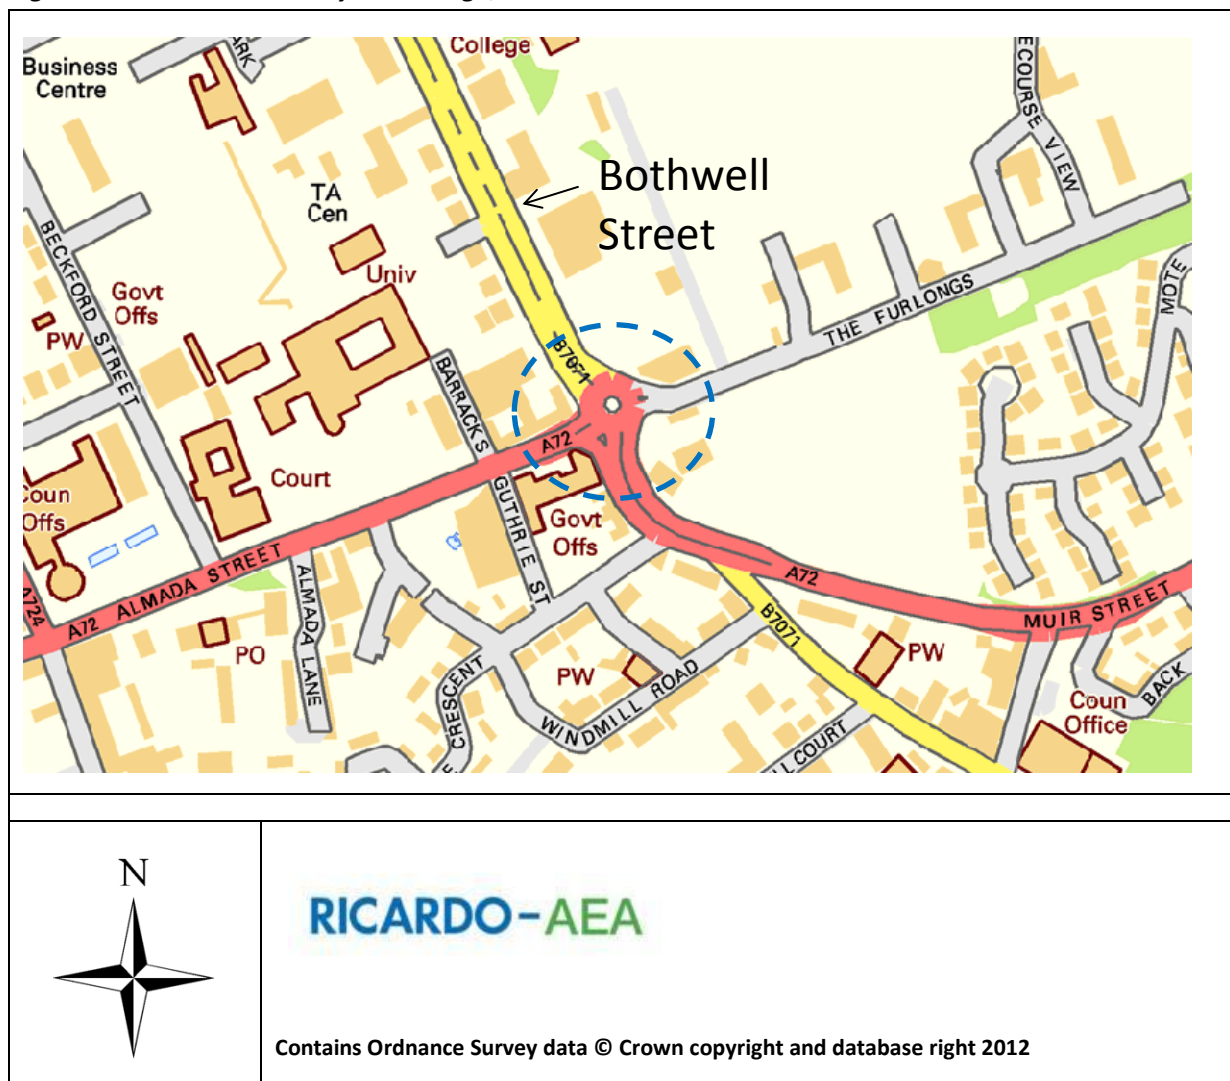 College
Business
Centre
ARK
ECOURSE VIEW
TA
Cen
Bothwell
Street
Univ
Govt
Offs
PW
BECKFORD STREET
MOTE
THE FURLONGS
B7071
BARRACKS
A72
Court
Coun
Offs
GUTHRIE ST
Govt
Offs
A724
A72 ALMADA STREET
ALMADA LANE
A72
MUIR STREET
B7071
PO
PW
PW
CRESCENT
WINDMILL ROAD
Coun
Office
BACK
LLCOURT
N
RICARDO-AEA
Contains Ordnance Survey data © Crown copyright and database right 2012